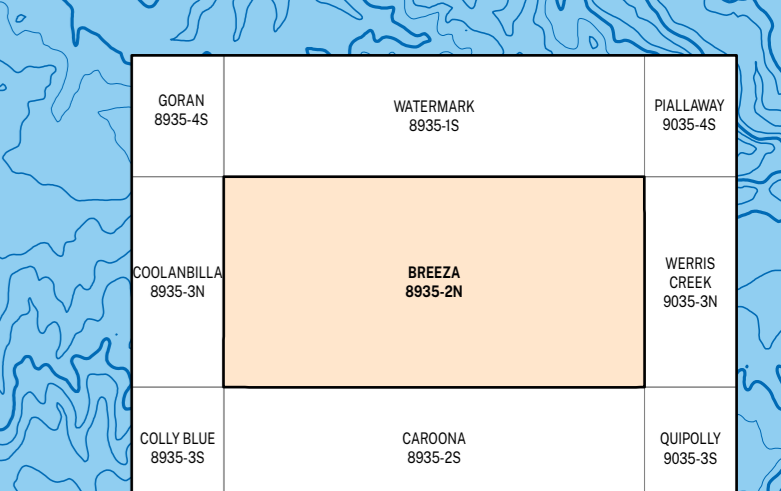 GORAN
8935-4S
WATERMARK
8935-1S
PIALLAWAY
9035-4S
COOLANBILLA
8935-3N
BREEZA
8935-2N
WERRIS
CREEK
9035-3N
COLLY BLUE
8935-3S
CAROONA
8935-2S
QUIPOLLY
9035-3S